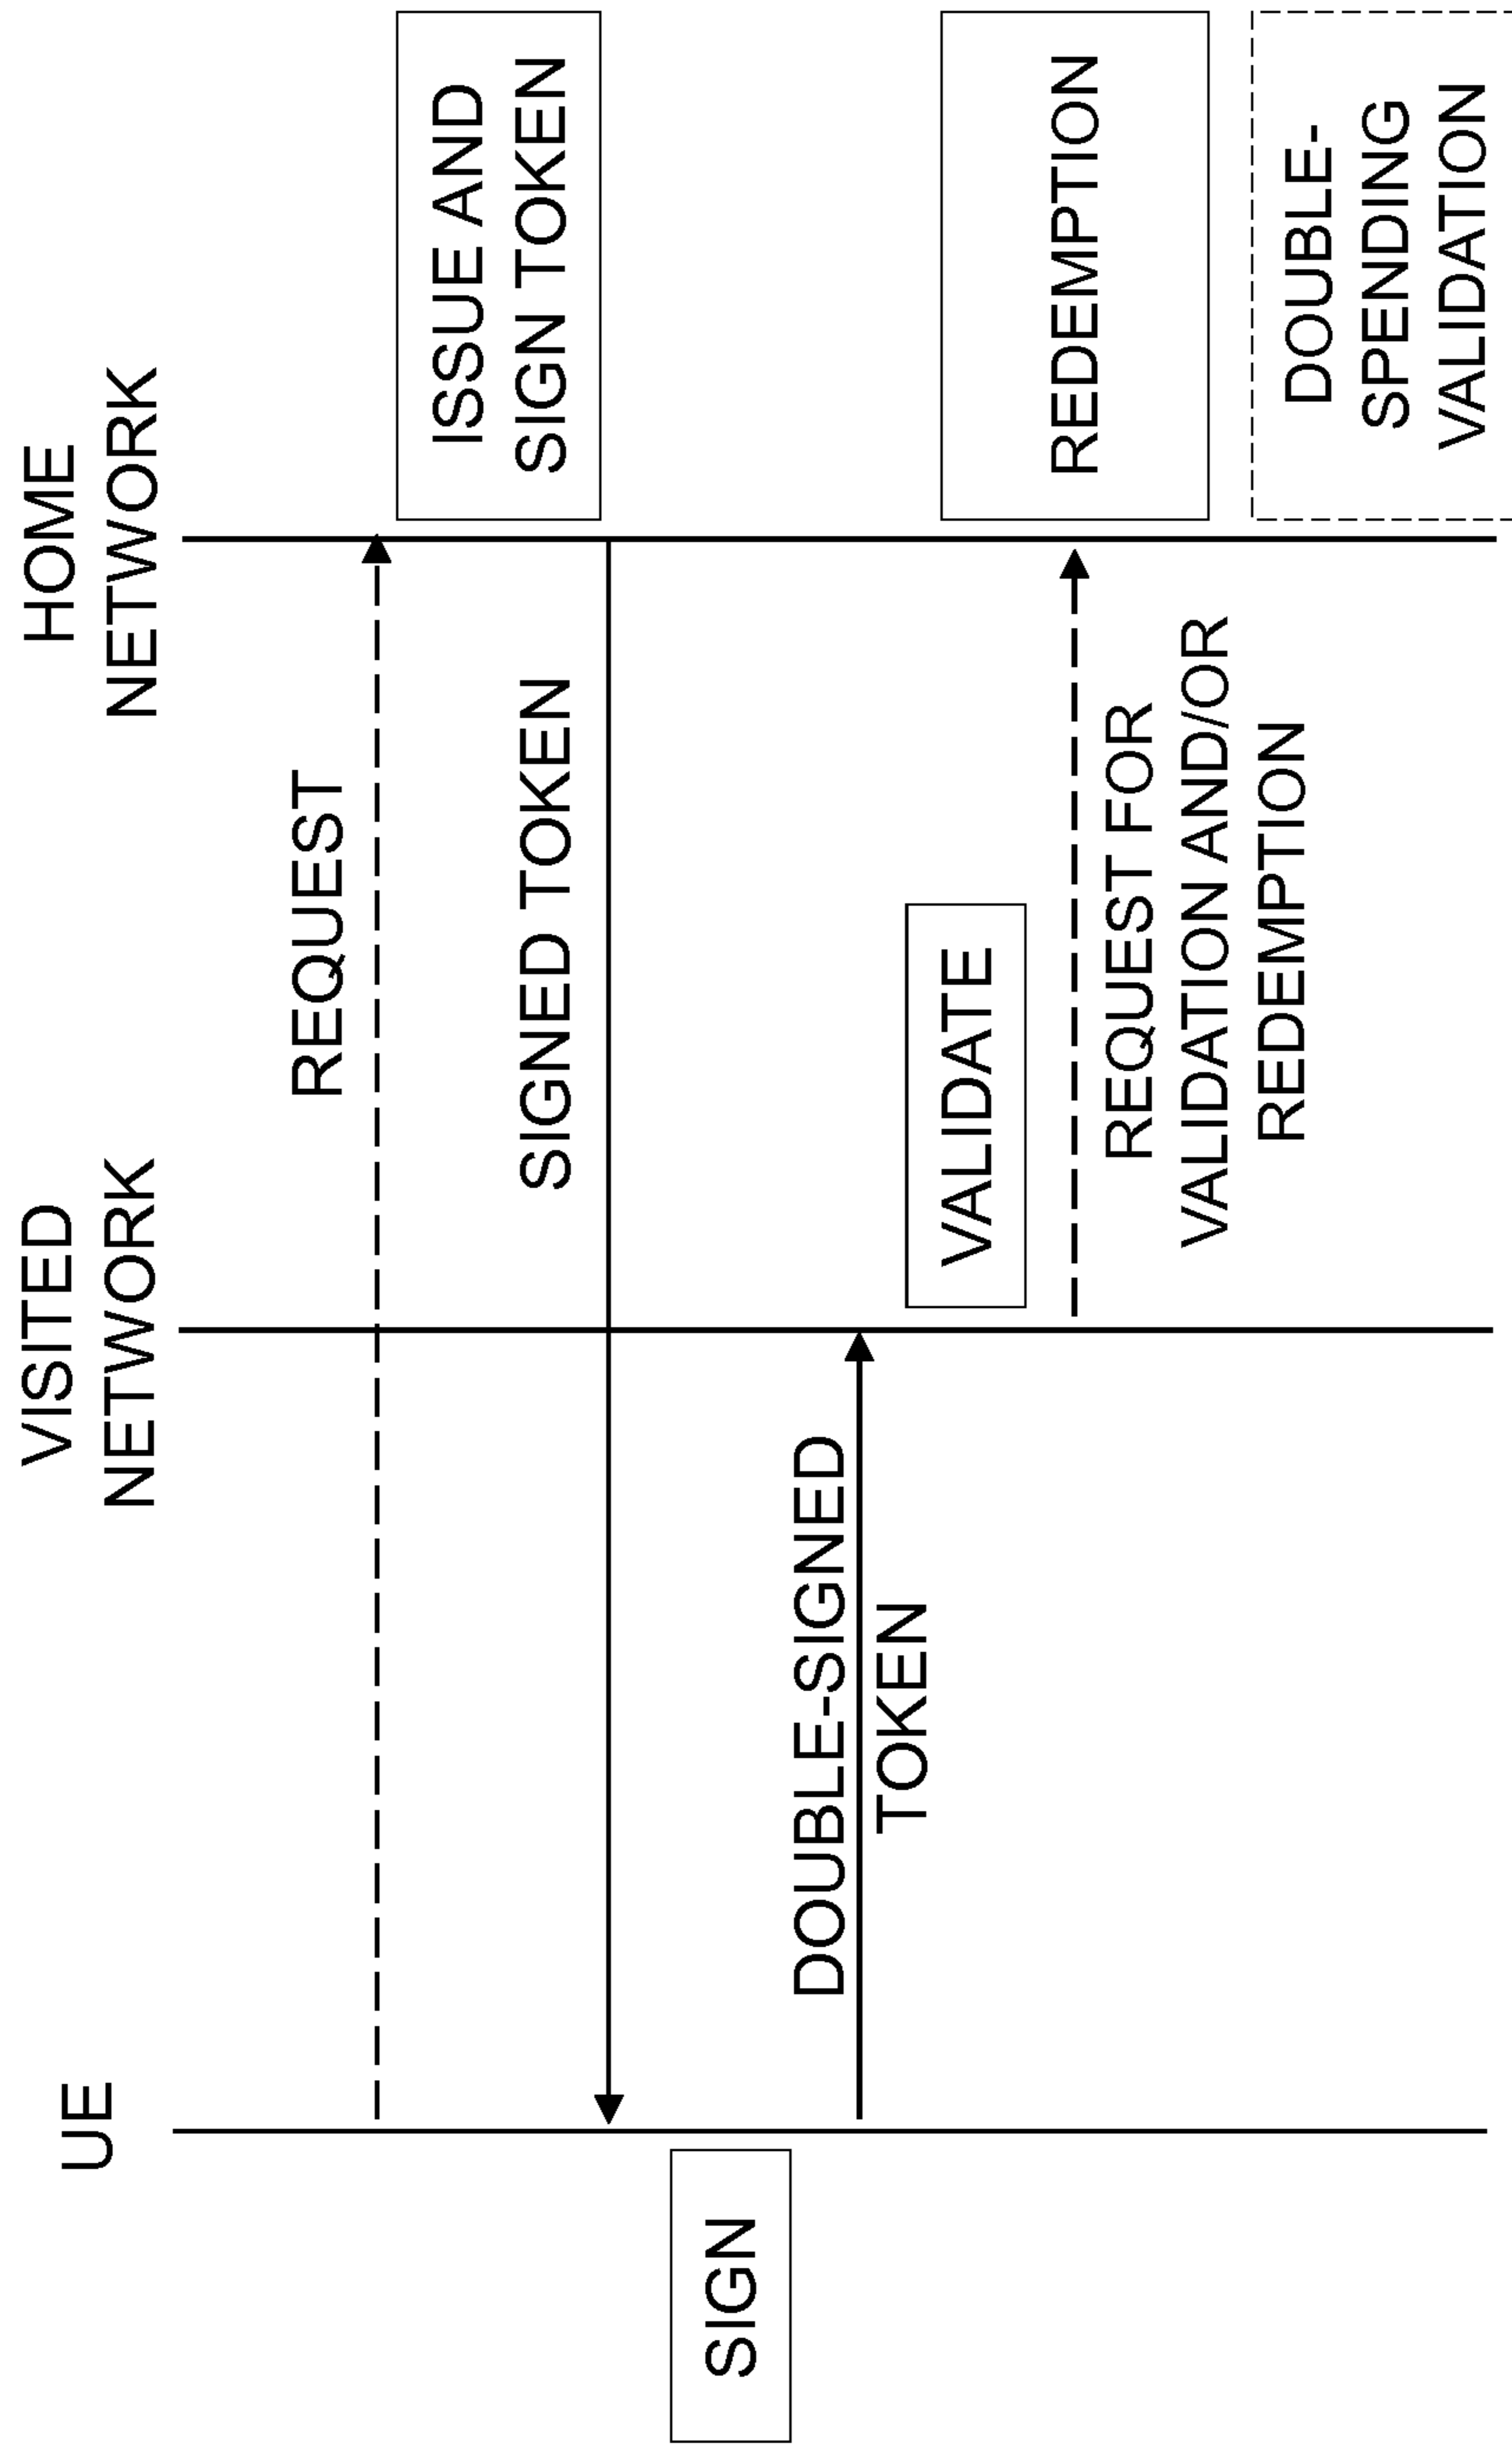 UE
VISITED
NETWORK
HOME
NETWORK
REQUEST
ISSUE AND
SIGN TOKEN
SIGNED TOKEN
SIGN
DOUBLE-SIGNED
TOKEN
VALIDATE
REQUEST FOR
VALIDATION AND/OR
REDEMPTION
REDEMPTION
DOUBLE-
SPENDING
VALIDATION